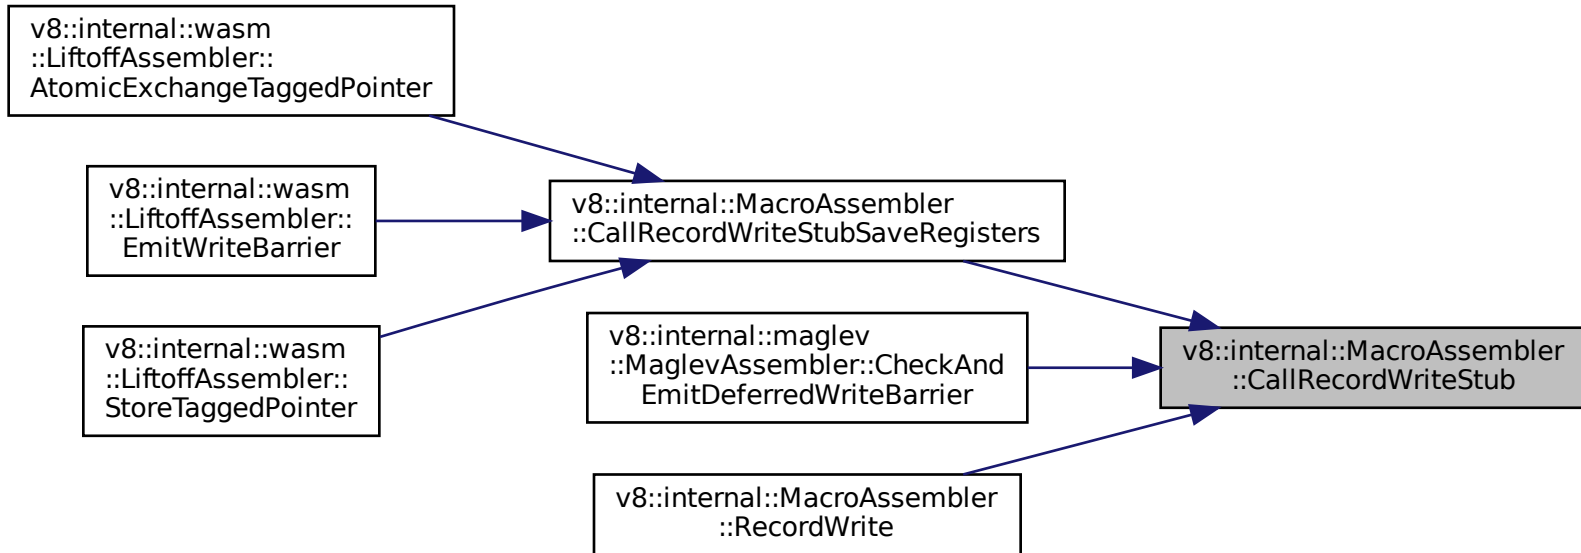 v8::internal::wasm
::LiftoffAssembler::
AtomicExchangeTaggedPointer
v8::internal::wasm
::LiftoffAssembler::
EmitWriteBarrier
v8::internal::wasm
::LiftoffAssembler::
StoreTaggedPointer
v8::internal::MacroAssembler
::CallRecordWriteStubSaveRegisters
v8::internal::maglev
::MaglevAssembler::CheckAnd
EmitDeferredWriteBarrier
v8::internal::MacroAssembler
::RecordWrite
v8::internal::MacroAssembler
::CallRecordWriteStub